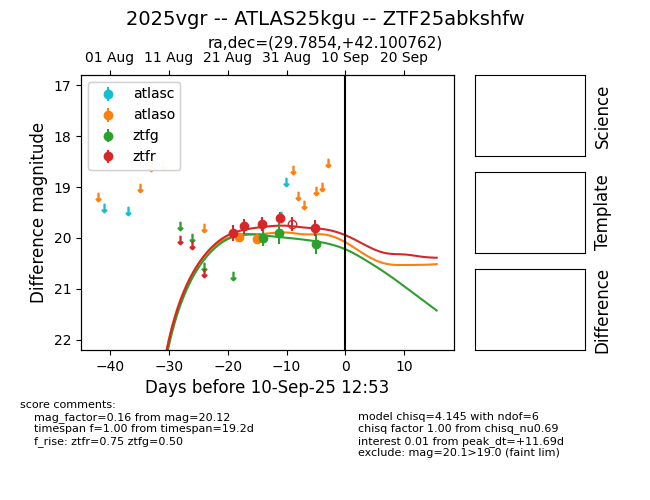 2025vgr -- ATLAS25kgu -- ZTF25abkshfw
ra,dec=(29.7854,+42.100762)
01 Aug 11 Aug 21 Aug 31 Aug 10 Sep 20 Sep
17
18
19
20
21
22
Difference magnitude
atlasc
atlaso
ztfg
ztfr
−40 −30 −20 −10 0 10
Days before 10-Sep-25 12:53
Science
Template
Difference
score comments:
mag_factor=0.16 from mag=20.12
timespan f=1.00 from timespan=19.2d
f_rise: ztfr=0.75 ztfg=0.50
model chisq=4.145 with ndof=6
chisq factor 1.00 from chisq_nu0.69
interest 0.01 from peak_dt=+11.69d
exclude: mag=20.1>19.0 (faint lim)